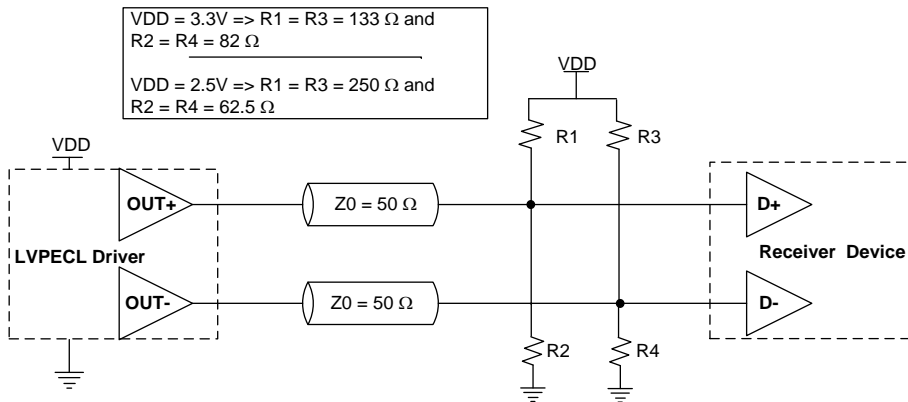 VDD = 3.3V => R1 = R3 = 133 Ω and
R2 = R4 = 82 Ω
VDD = 2.5V => R1 = R3 = 250 Ω and
R2 = R4 = 62.5 Ω
VDD
R1
R3
VDD
OUT+
Z0 = 50 Ω
D+
LVPECL Driver
Receiver Device
OUT-
Z0 = 50 Ω
D-
R2
R4